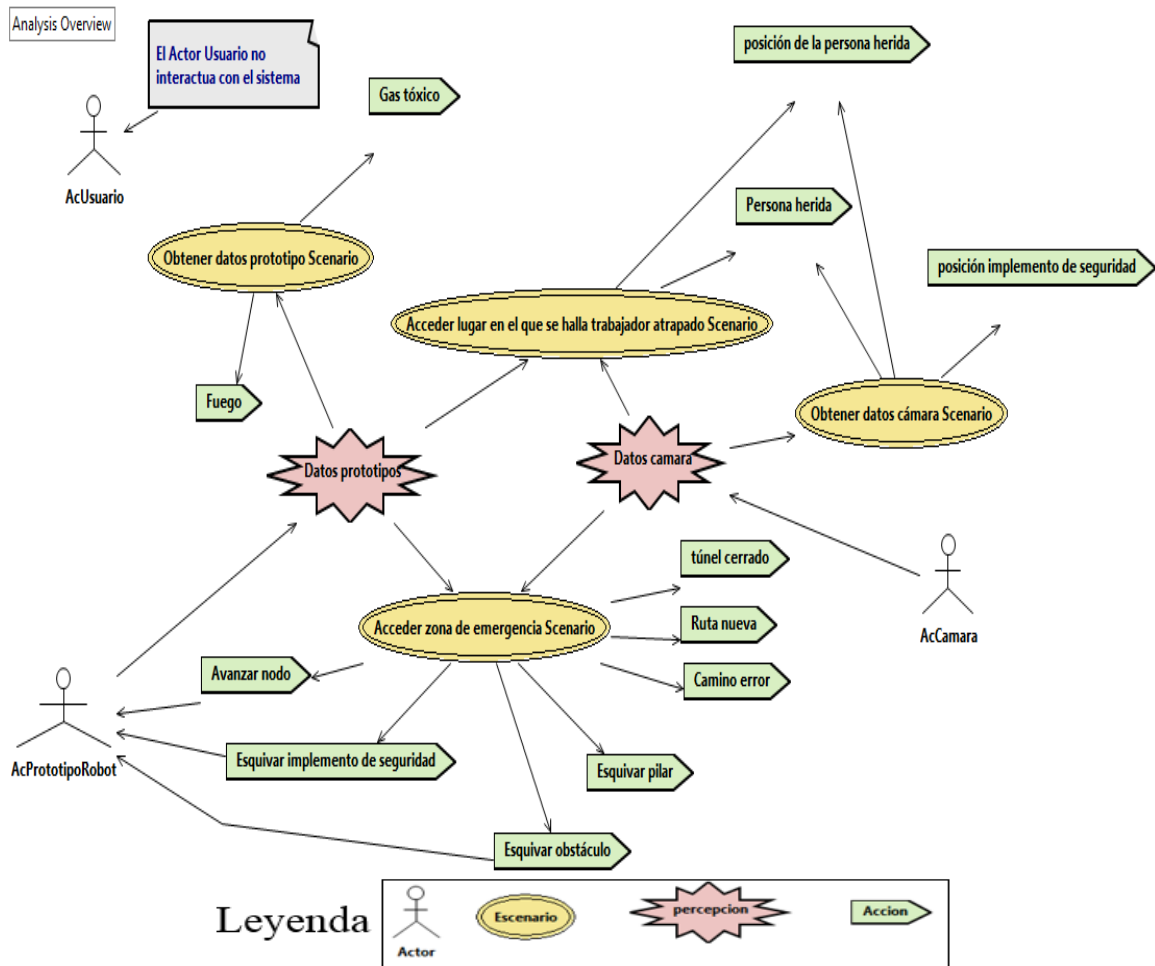 Analysis Overview
El Actor Usuario no
interactua con el sistema
posición de la persona herida
Gas tóxico
AcUsuario
Persona herida
Obtener datos prototipo Scenario
posición implemento de seguridad
Acceder lugar en el que se halla trabajador atrapado Scenario
Fuego
Obtener datos cámara Scenario
Datos prototipos
Datos camara
túnel cerrado
Acceder zona de emergencia Scenario
Ruta nueva
AcCamara
Avanzar nodo
Camino error
Esquivar implemento de seguridad
AcPrototipoRobot
Esquivar pilar
Esquivar obstáculo
Leyenda
Actor
Escenario
percepcion
Accion